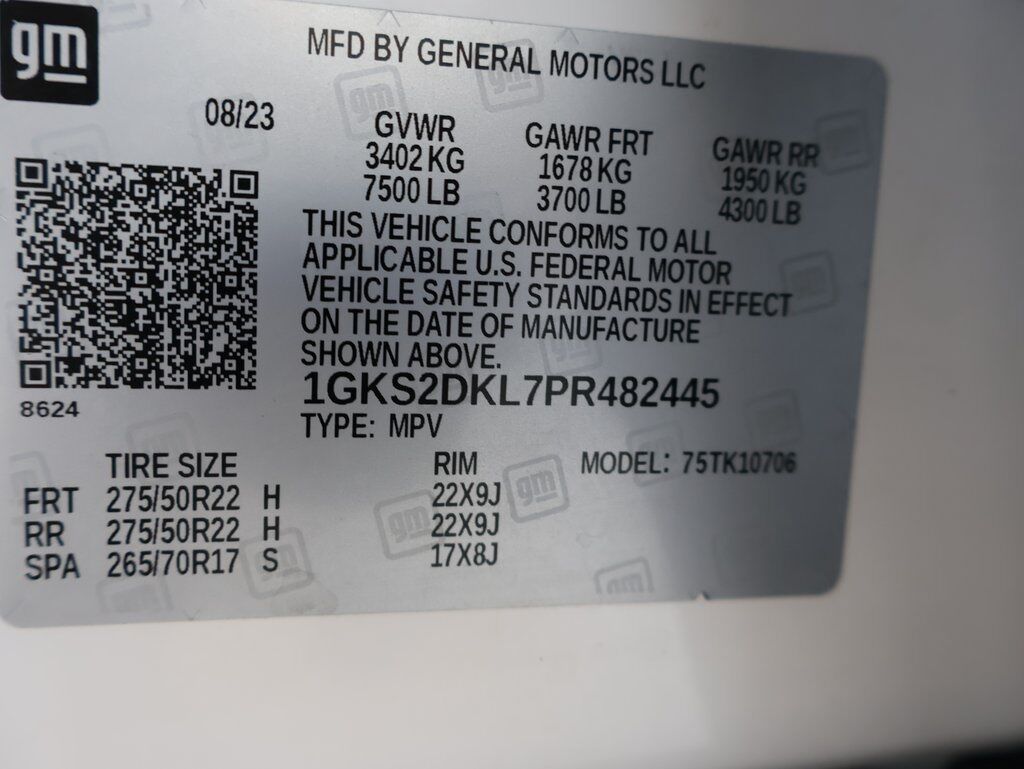 gm
MFD BY GENERAL MOTORS LLC
08/23
GVWR GAWR FRT GAWR RR
3402 KG 1678 KG 1950 KG
7500 LB 3700 LB 4300 LB
THIS VEHICLE CONFORMS TO ALL
APPLICABLE U.S. FEDERAL MOTOR
VEHICLE SAFETY STANDARDS IN EFFECT
ON THE DATE OF MANUFACTURE
SHOWN ABOVE.
8624
1GKS2DKL7PR482445
TYPE: MPV
TIRE SIZE RIM MODEL: 75TK10706
FRT 275/50R22 H 22X9J
RR 275/50R22 H 22X9J
SPA 265/70R17 S 17X8J